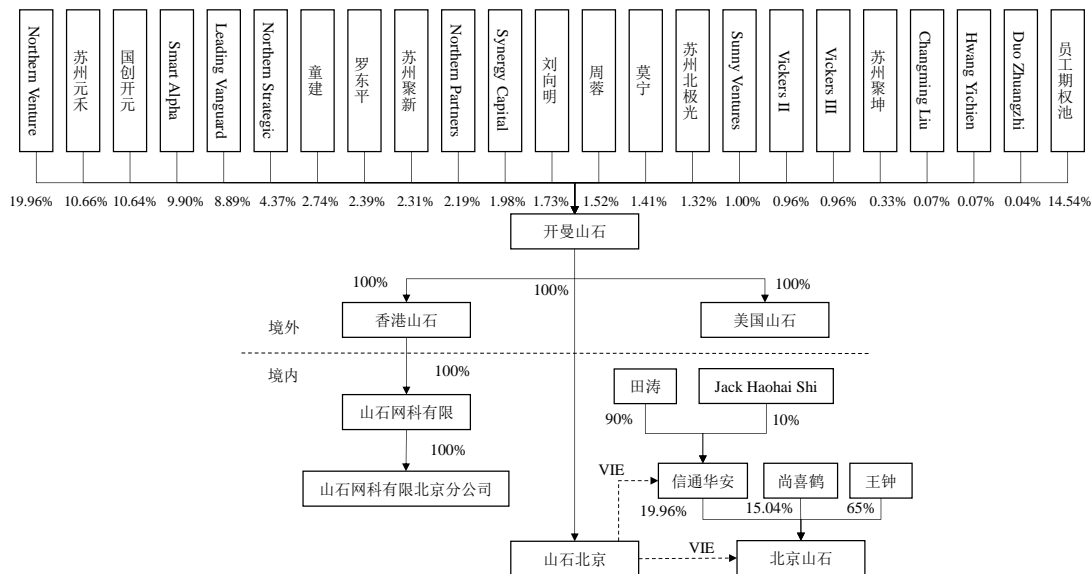 Northern Venture
苏州元禾
国创开元
Smart Alpha
Leading Vanguard
Northern Strategic
童建
罗东平
苏州聚新
Northern Partners
Synergy Capital
刘向明
周蓉
莫宁
苏州北极光
Sunny Ventures
Vickers II
Vickers III
苏州聚坤
Changming Liu
Hwang Yichien
Duo Zhuangzhi
员工期权池
19.96% 10.66% 10.64% 9.90% 8.89% 4.37% 2.74% 2.39% 2.31% 2.19% 1.98% 1.73% 1.52% 1.41% 1.32% 1.00% 0.96% 0.96% 0.33% 0.07% 0.07% 0.04% 14.54%
开曼山石
100% 100% 100%
香港山石 美国山石
境外
境内
100%
田涛 Jack Haohai Shi
山石网科有限
90% 10%
100%
VIE
山石网科有限北京分公司 信通华安 尚喜鹤 王钟
19.96% 15.04% 65%
VIE
山石北京 北京山石